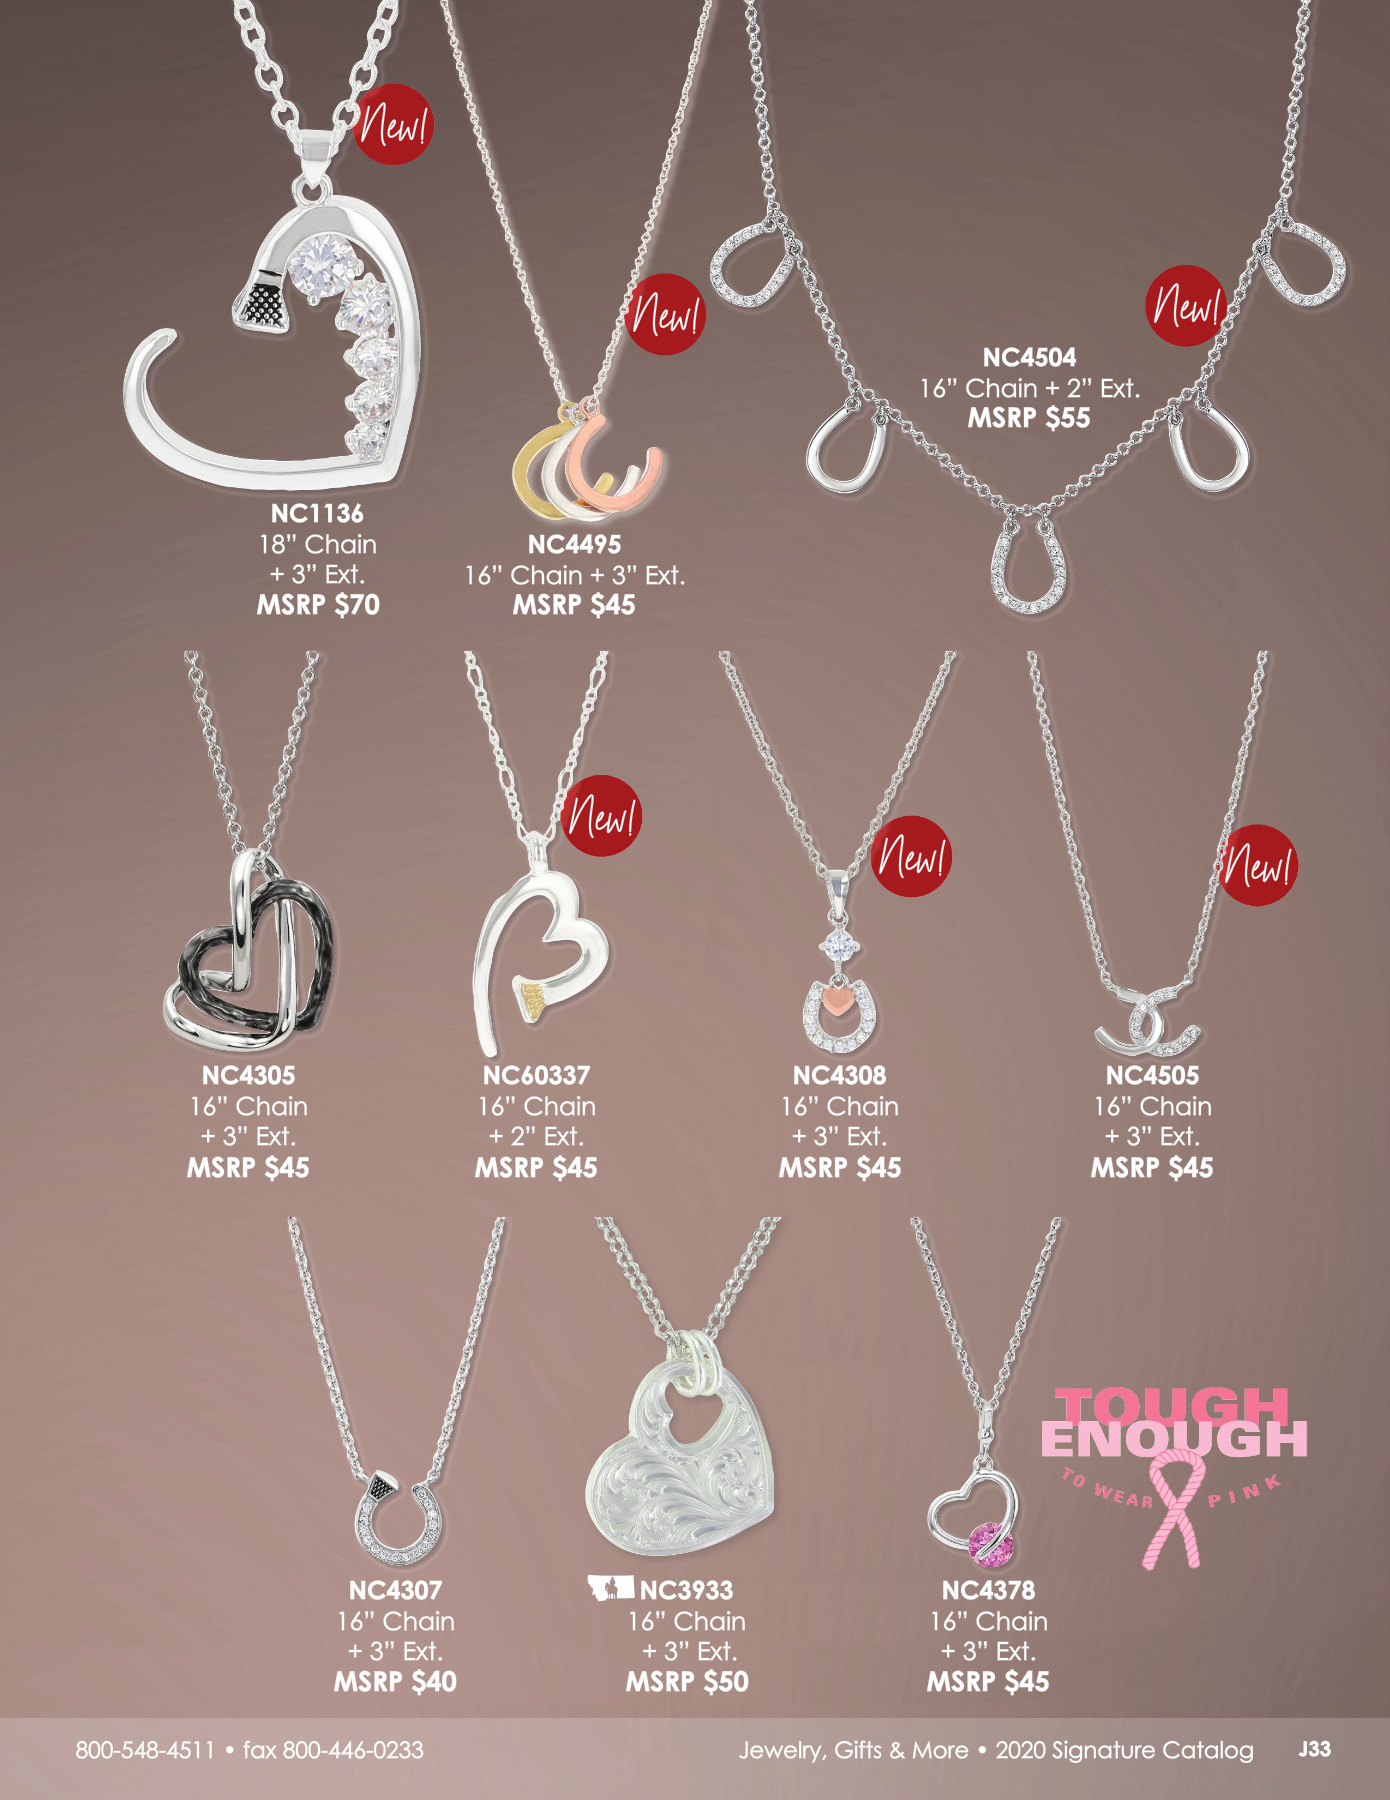 New!
NC1136
18” Chain
+ 3” Ext.
MSRP $70
New!
NC4495
16” Chain + 3” Ext.
MSRP $45
New!
NC4504
16” Chain + 2” Ext.
MSRP $55
NC4305
16” Chain
+ 3” Ext.
MSRP $45
New!
NC60337
16” Chain
+ 2” Ext.
MSRP $45
New!
NC4308
16” Chain
+ 3” Ext.
MSRP $45
New!
NC4505
16” Chain
+ 3” Ext.
MSRP $45
NC4307
16” Chain
+ 3” Ext.
MSRP $40
NC3933
16” Chain
+ 3” Ext.
MSRP $50
NC4378
16” Chain
+ 3” Ext.
MSRP $45
TOUGH
ENOUGH
TO WEAR PINK
800-548-4511 • fax 800-446-0233
Jewelry, Gifts & More • 2020 Signature Catalog J33